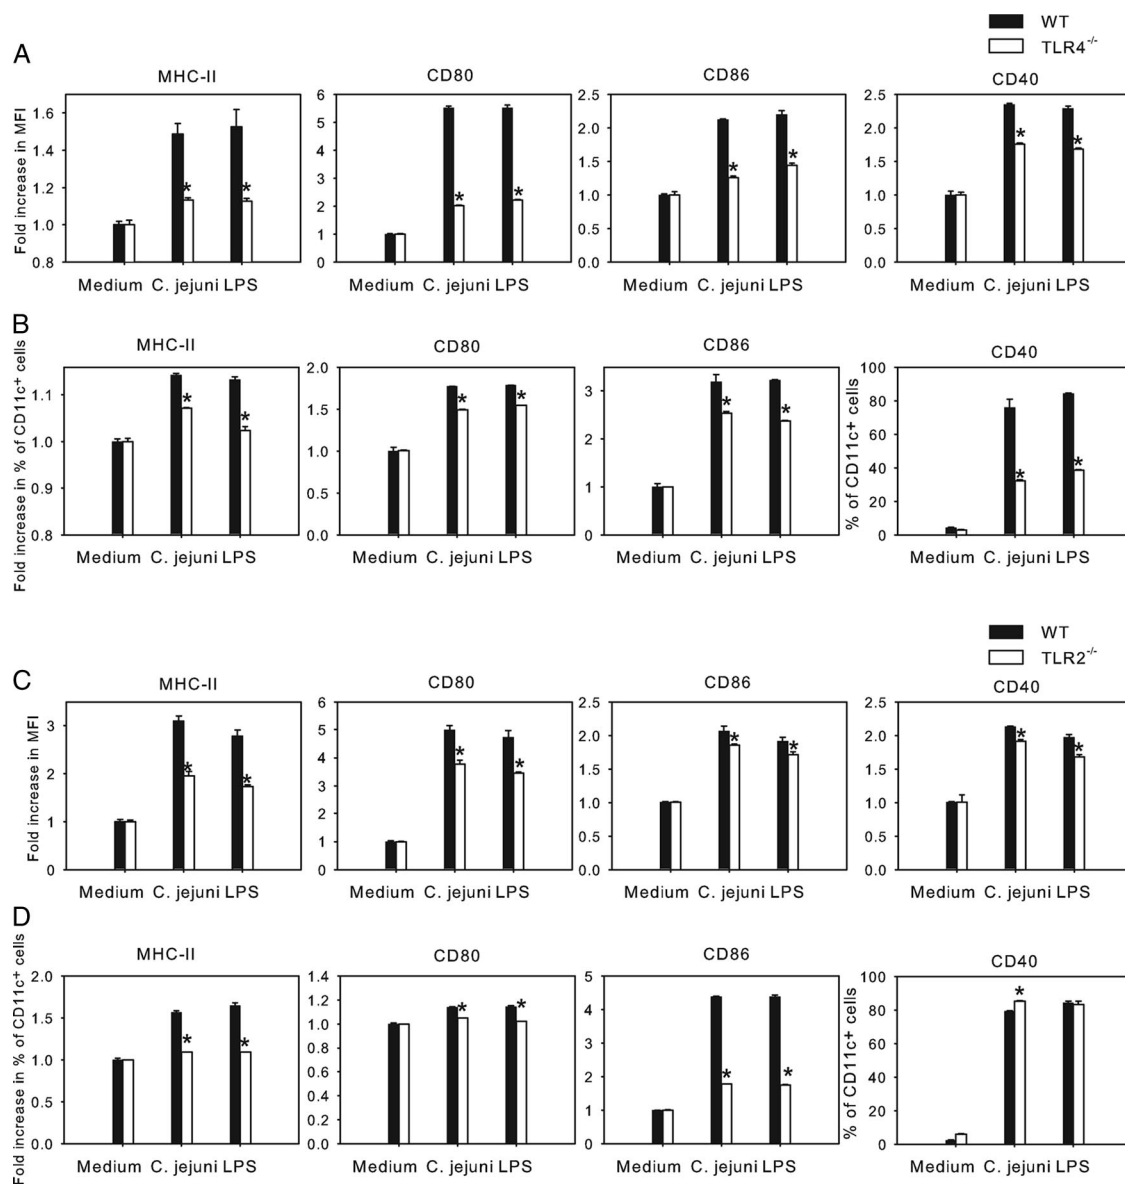 WT
TLR4-/-
A
MHC-II
CD80
CD86
CD40
Fold increase in MFI
1.6
1.4
1.2
1.0
0.8
6
5
4
3
2
1
0
2.5
2.0
1.5
1.0
0.5
0.0
2.5
2.0
1.5
1.0
0.5
0.0
* * * * * * * *
Medium C. jejuni LPS
Medium C. jejuni LPS
Medium C. jejuni LPS
Medium C. jejuni LPS
B
MHC-II
CD80
CD86
CD40
Fold increase in % of CD11c+ cells
1.1
1.0
0.9
0.8
2.0
1.5
1.0
0.5
0.0
3
2
1
0
% of CD11c+ cells
100
80
60
40
20
0
* * * * * * * *
Medium C. jejuni LPS
Medium C. jejuni LPS
Medium C. jejuni LPS
Medium C. jejuni LPS
WT
TLR2-/-
C
MHC-II
CD80
CD86
CD40
Fold increase in MFI
3
2
1
0
6
5
4
3
2
1
0
2.5
2.0
1.5
1.0
0.5
0.0
2.5
2.0
1.5
1.0
0.5
0.0
* * * * * * * *
Medium C. jejuni LPS
Medium C. jejuni LPS
Medium C. jejuni LPS
Medium C. jejuni LPS
D
MHC-II
CD80
CD86
CD40
Fold increase in % of CD11c+ cells
2.0
1.5
1.0
0.5
0.0
1.4
1.2
1.0
0.8
0.6
0.4
0.2
0.0
5
4
3
2
1
0
% of CD11c+ cells
100
80
60
40
20
0
* * * * * * *
Medium C. jejuni LPS
Medium C. jejuni LPS
Medium C. jejuni LPS
Medium C. jejuni LPS